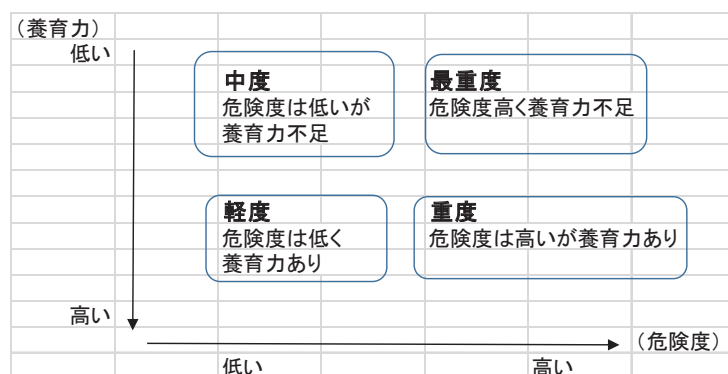 （養育力）
低い
中度
危険度は低いが
養育力不足
最重度
危険度高く養育力不足
軽度
危険度は低く
養育力あり
重度
危険度は高いが養育力あり
高い
（危険度）
低い
高い